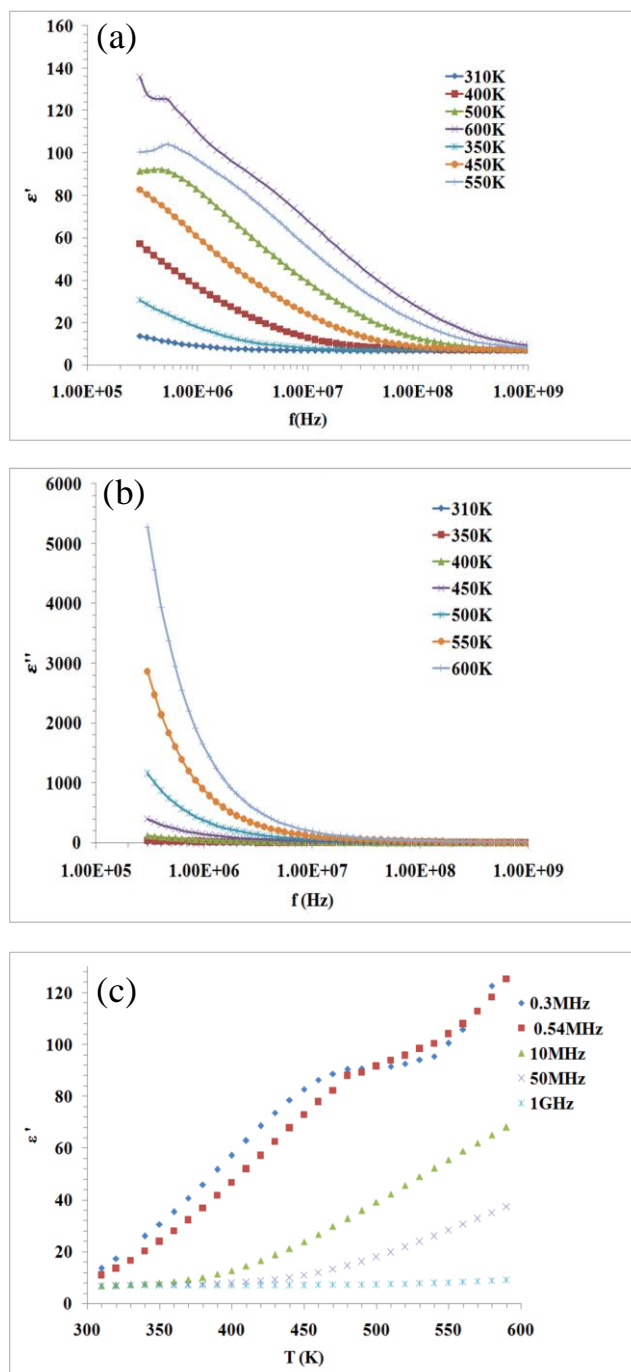 (a)
160
140
120
100
80
60
40
20
0
ε'
1.00E+05 1.00E+06 1.00E+07 1.00E+08 1.00E+09
f(Hz)
310K
400K
500K
600K
350K
450K
550K
(b)
6000
5000
4000
3000
2000
1000
0
ε''
1.00E+05 1.00E+06 1.00E+07 1.00E+08 1.00E+09
f (Hz)
310K
350K
400K
450K
500K
550K
600K
(c)
120
100
80
60
40
20
0
ε'
300 350 400 450 500 550 600
T (K)
0.3MHz
0.54MHz
10MHz
50MHz
1GHz